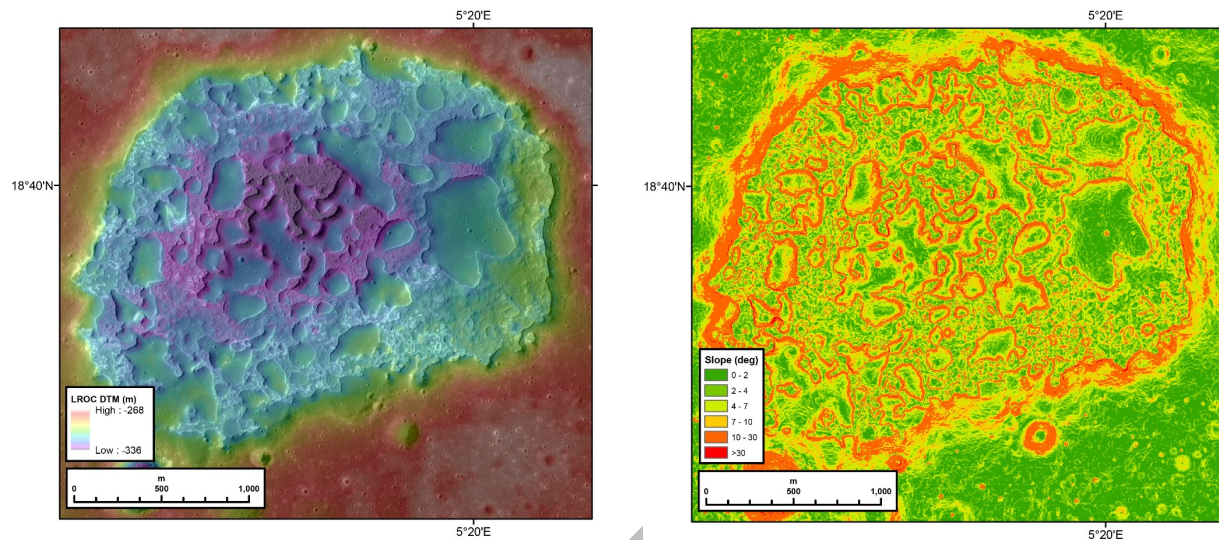 5°20'E
18°40'N
LROC DTM (m)
High : -268
Low : -336
m
0 500 1,000
5°20'E
5°20'E
18°40'N
Slope (deg)
0 - 2
2 - 4
4 - 7
7 - 10
10 - 30
>30
m
0 500 1,000
5°20'E